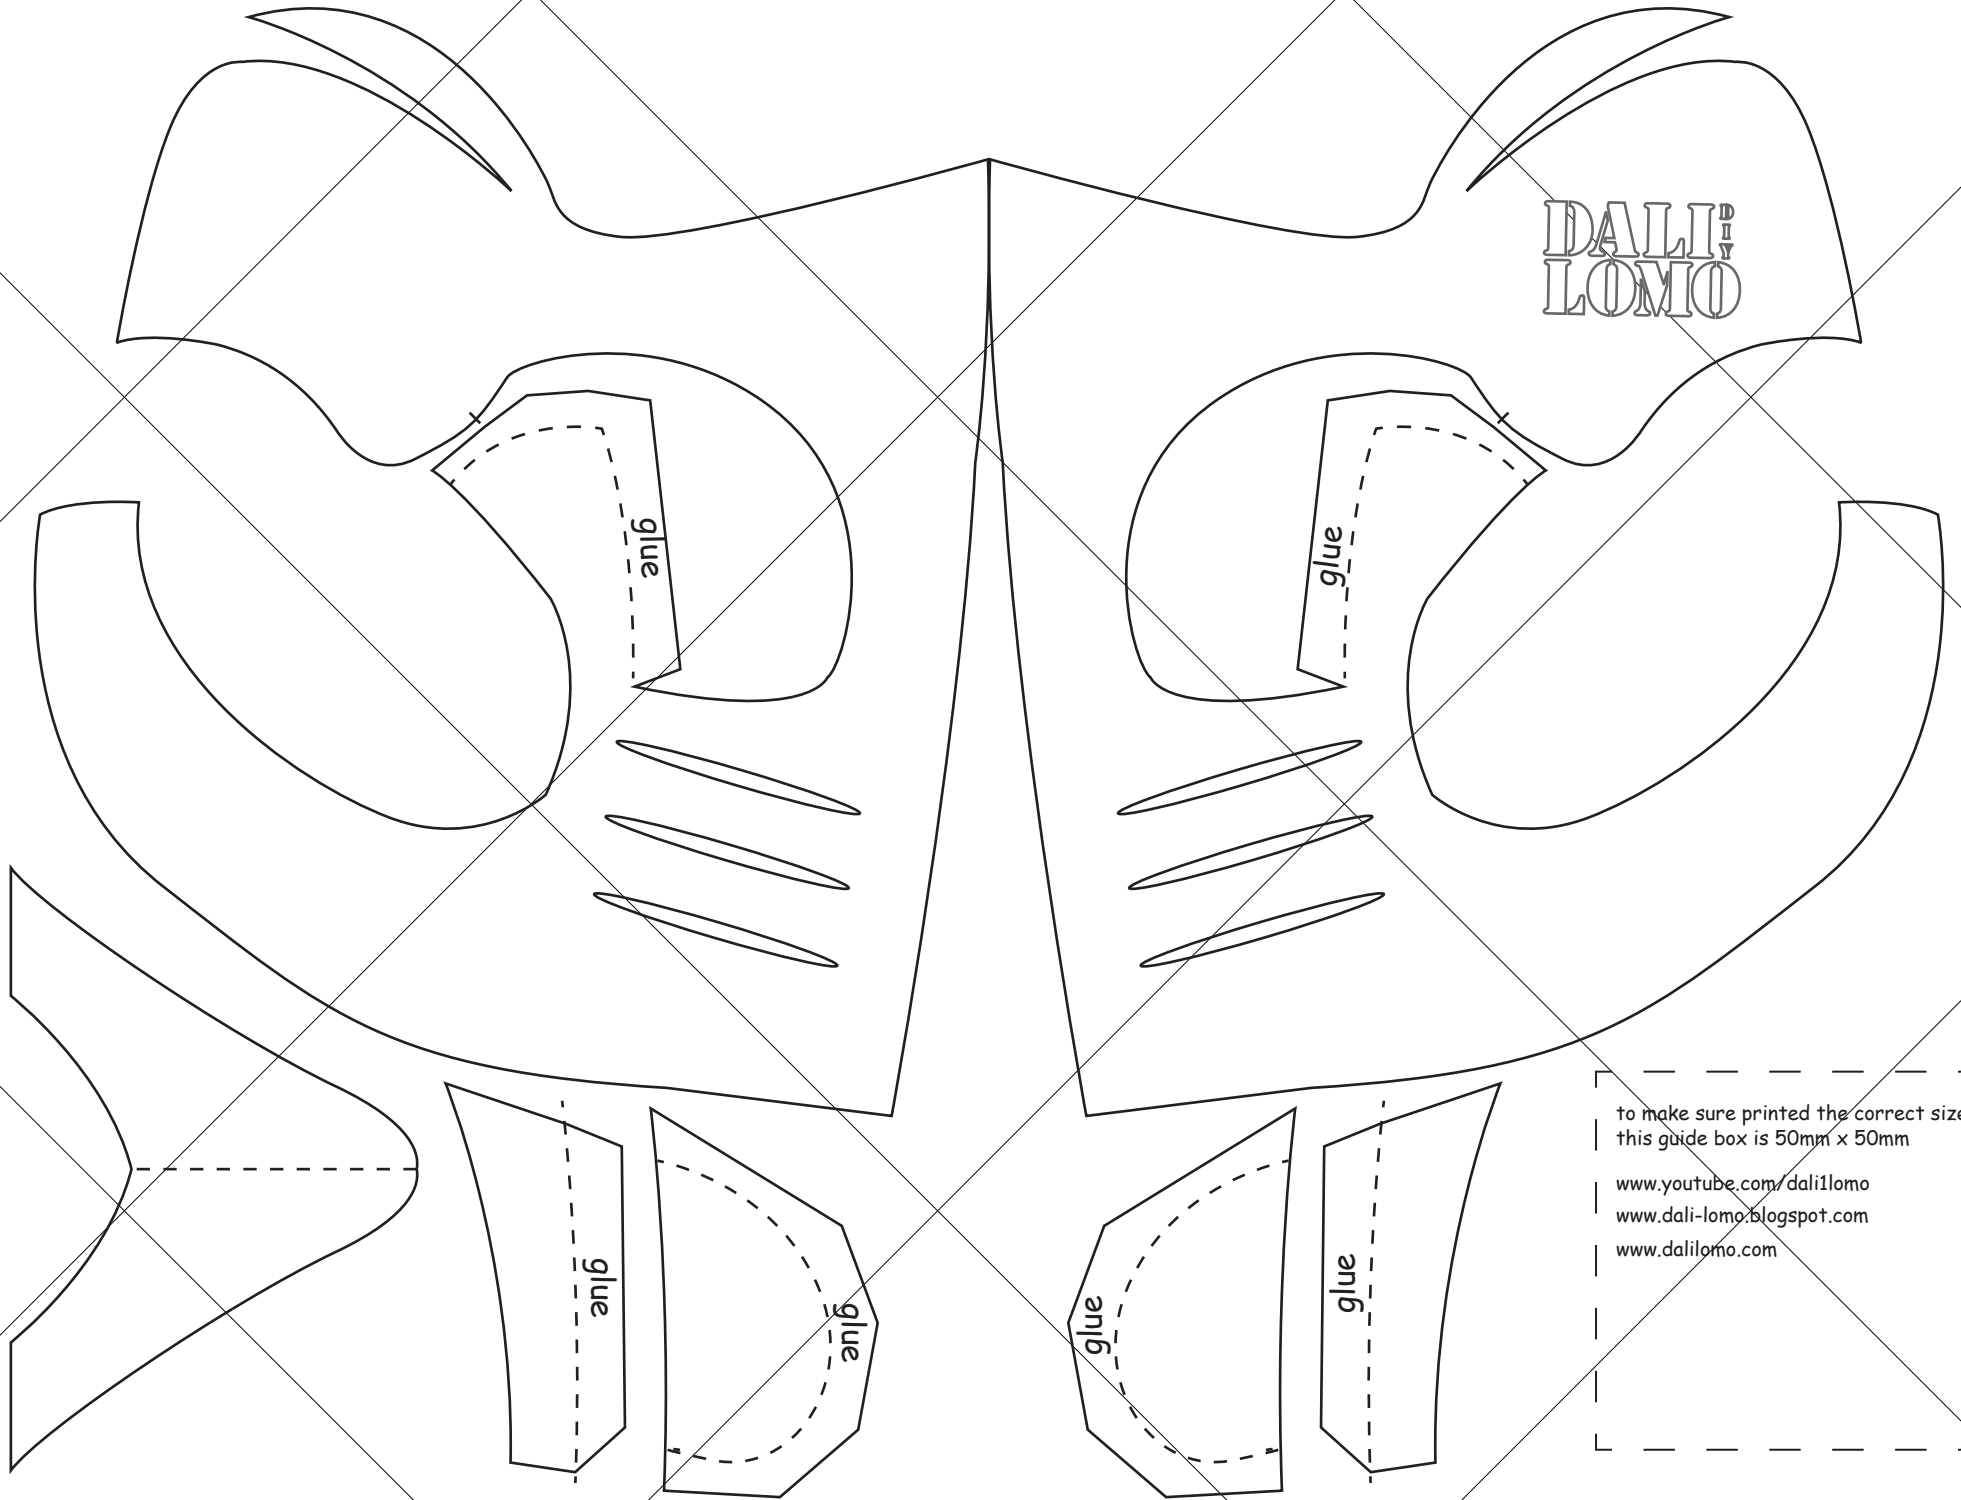 DALI DIY
LOMO
glue
glue
glue
glue
glue
glue
to make sure printed the correct size
this guide box is 50mm x 50mm
www.youtube.com/dali1lomo
www.dali-lomo.blogspot.com
www.dalilomo.com